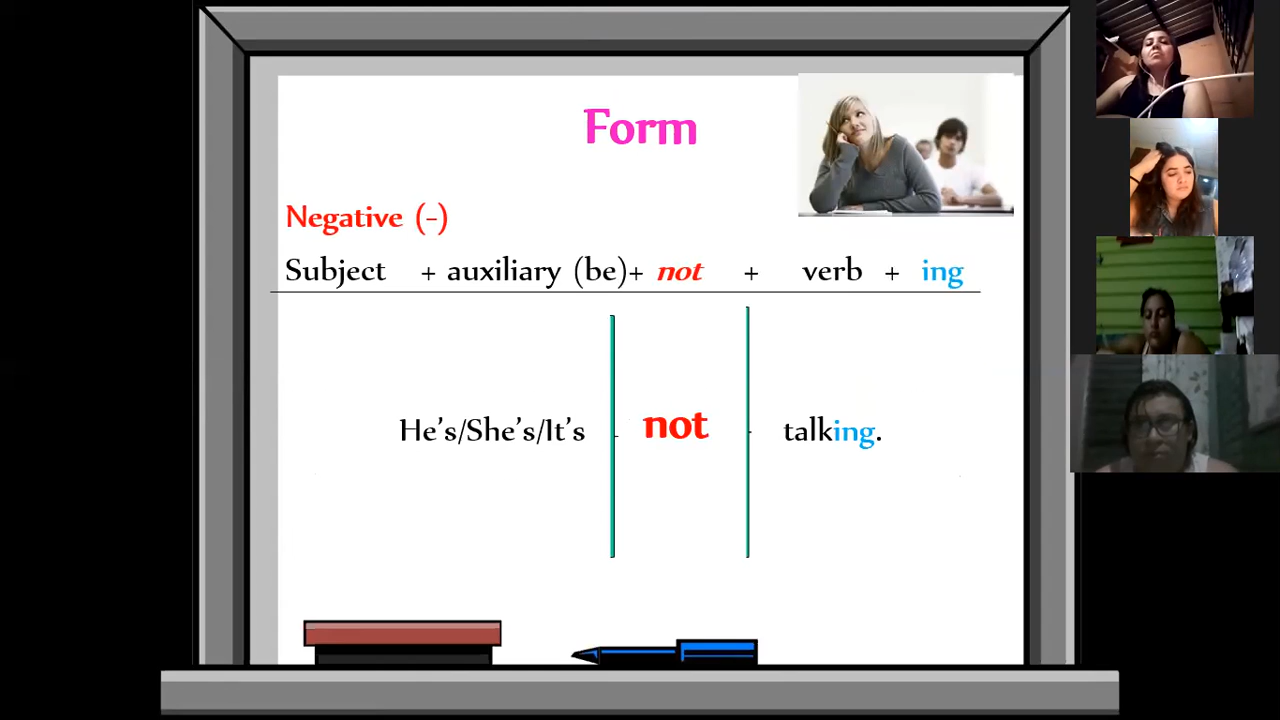 Form
Negative (-)
Subject + auxiliary (be)+ not + verb + ing
He's/She's/It's not talking.